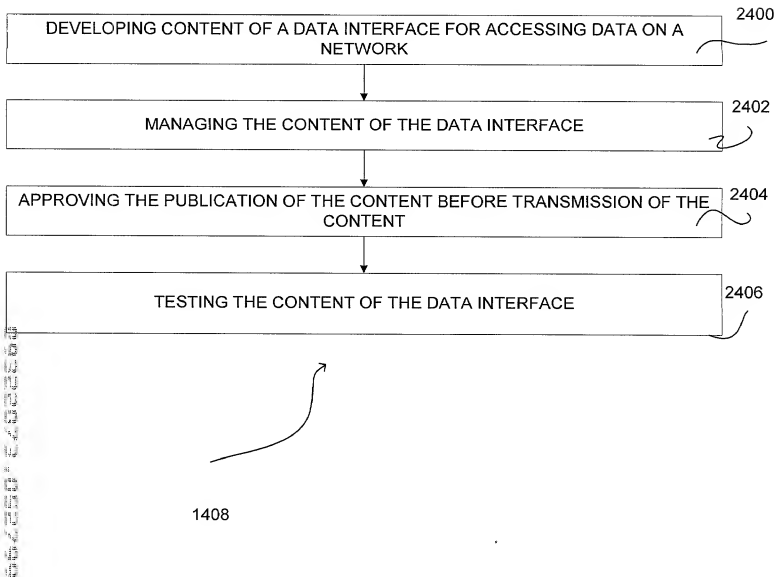 DEVELOPING CONTENT OF A DATA INTERFACE FOR ACCESSING DATA ON A
NETWORK
2400
MANAGING THE CONTENT OF THE DATA INTERFACE
2402
APPROVING THE PUBLICATION OF THE CONTENT BEFORE TRANSMISSION OF THE
CONTENT
2404
TESTING THE CONTENT OF THE DATA INTERFACE
2406
1408